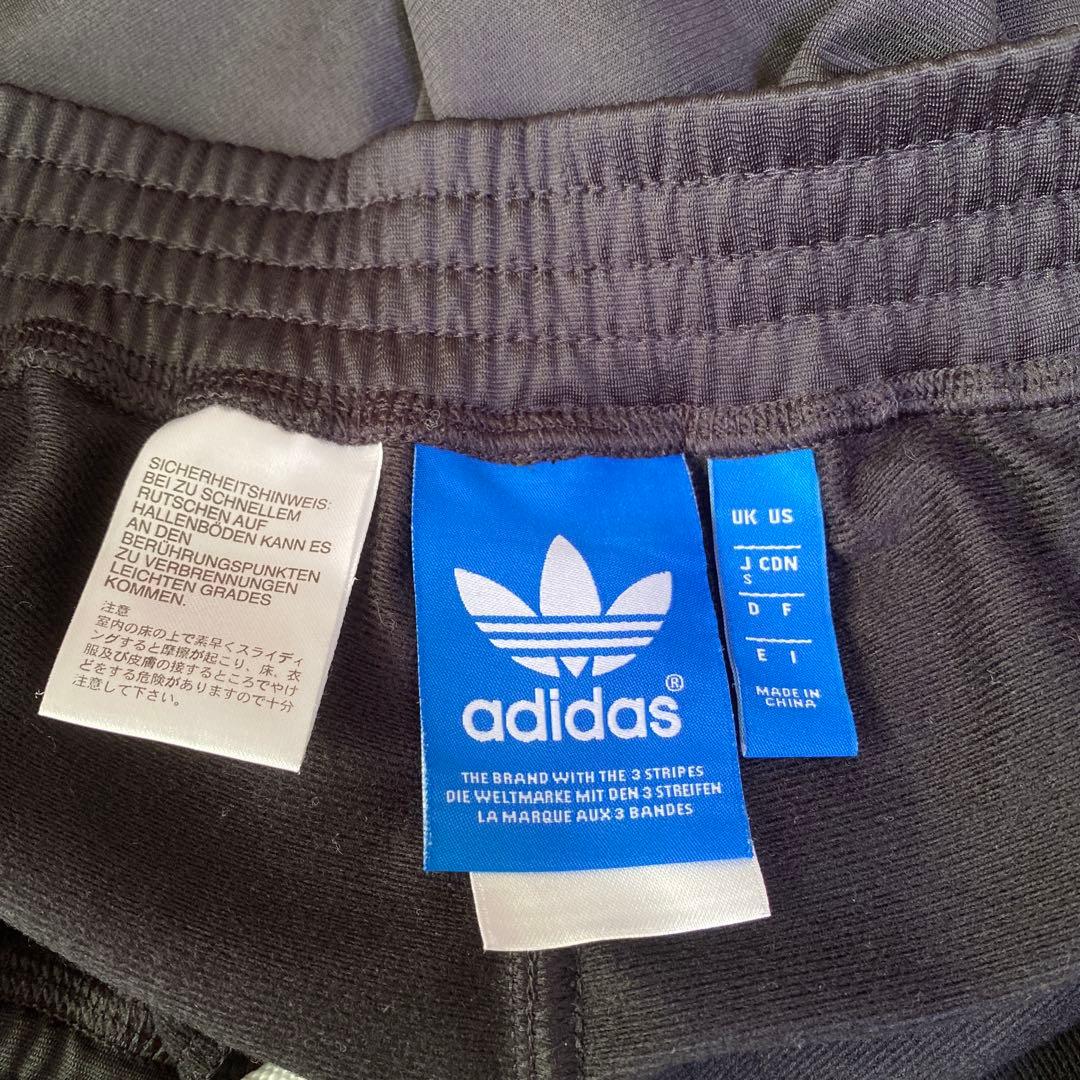 SICHERHEITSHINWEIS:
BEI ZU SCHNELLEM
RUTSCHEN AUF
HALLENBÖDEN KANN ES
AN DEN
BERÜHRUNGSPUNKTEN
ZU VERBRENNUNGEN
LEICHTEN GRADES
KOMMEN.
注意
室内の床の上で素早くスライディ
ングすると摩擦が起こり、床、衣
服及び皮膚の接するところでやけ
どをする危険がありますので十分
注意して下さい。
adidas®
THE BRAND WITH THE 3 STRIPES
DIE WELTMARKE MIT DEN 3 STREIFEN
LA MARQUE AUX 3 BANDES
UK US
J CDN
S
D F
E I
MADE IN
CHINA